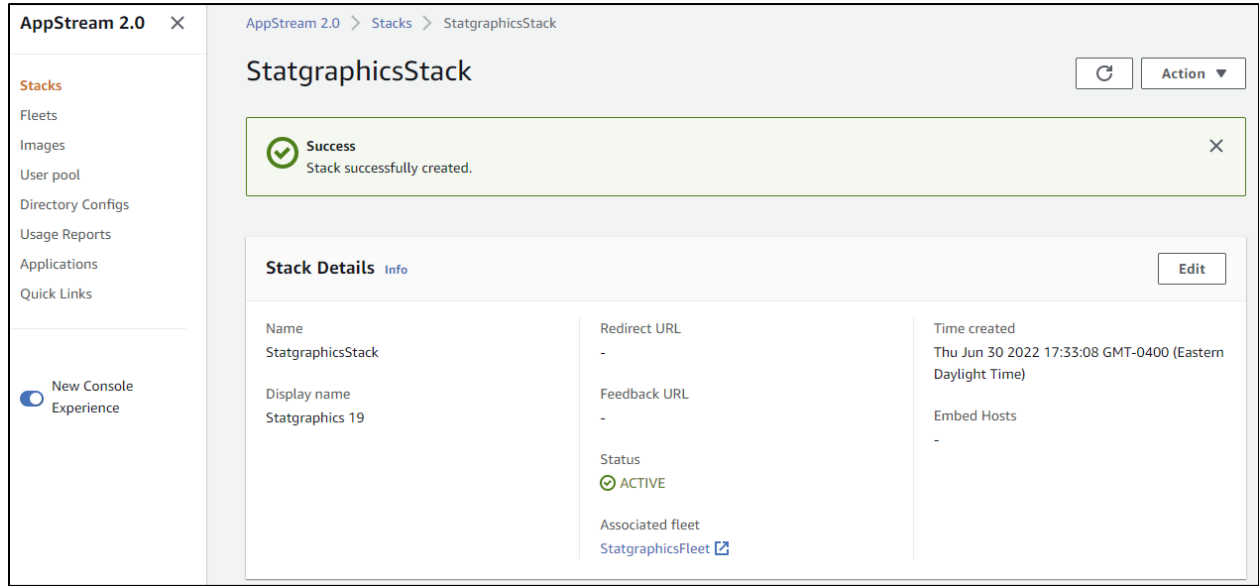 AppStream 2.0
Stacks
Fleets
Images
User pool
Directory Configs
Usage Reports
Applications
Quick Links
New Console
Experience
AppStream 2.0 > Stacks > StatgraphicsStack
StatgraphicsStack
Action
Success
Stack successfully created.
Stack Details Info
Edit
Name
StatgraphicsStack
Display name
Statgraphics 19
Redirect URL
-
Feedback URL
-
Status
ACTIVE
Associated fleet
StatgraphicsFleet
Time created
Thu Jun 30 2022 17:33:08 GMT-0400 (Eastern
Daylight Time)
Embed Hosts
-